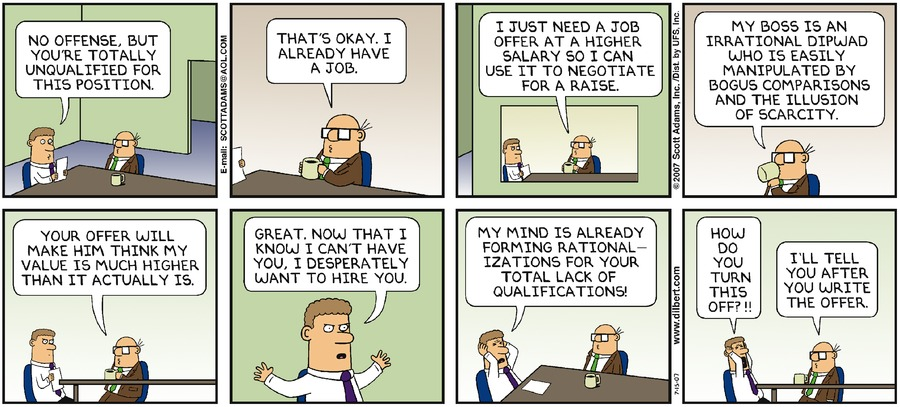 NO OFFENSE, BUT
YOU'RE TOTALLY
UNQUALIFIED FOR
THIS POSITION.
E-mail: SCOTTADAMS@AOL.COM
THAT'S OKAY. I
ALREADY HAVE
A JOB.
I JUST NEED A JOB
OFFER AT A HIGHER
SALARY SO I CAN
USE IT TO NEGOTIATE
FOR A RAISE.
© 2007 Scott Adams, Inc./Dist. by UFS, Inc.
MY BOSS IS AN
IRRATIONAL DIPWAD
WHO IS EASILY
MANIPULATED BY
BOGUS COMPARISONS
AND THE ILLUSION
OF SCARCITY.
YOUR OFFER WILL
MAKE HIM THINK MY
VALUE IS MUCH HIGHER
THAN IT ACTUALLY IS.
GREAT. NOW THAT I
KNOW I CAN'T HAVE
YOU, I DESPERATELY
WANT TO HIRE YOU.
MY MIND IS ALREADY
FORMING RATIONAL-
IZATIONS FOR YOUR
TOTAL LACK OF
QUALIFICATIONS!
www.dilbert.com
7-15-07
HOW
DO
YOU
TURN
THIS
OFF?!!
I'LL TELL
YOU AFTER
YOU WRITE
THE OFFER.